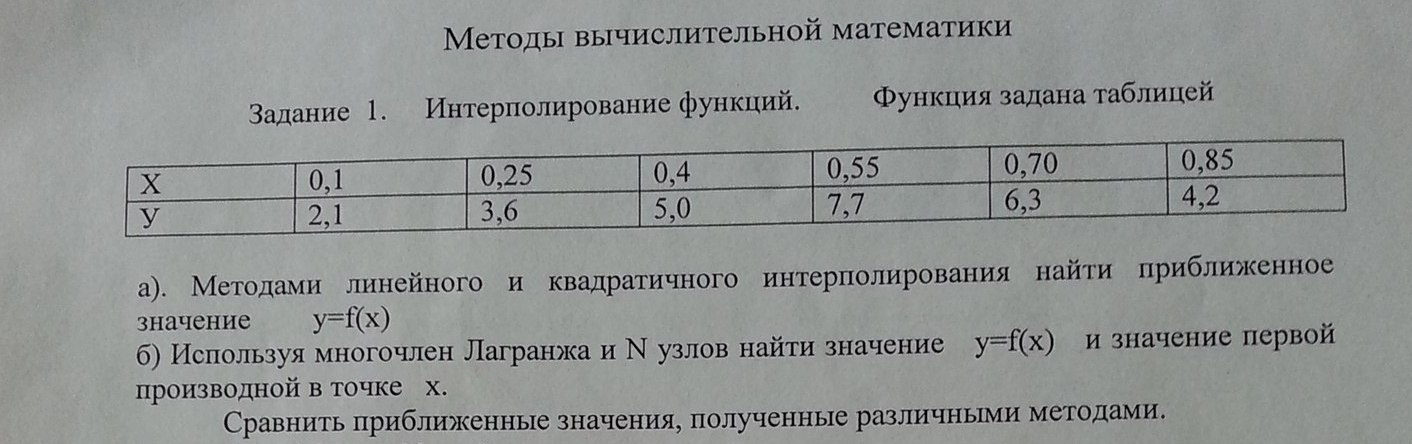 Методы вычислительной математики
Задание 1. Интерполирование функций. Функция задана таблицей
X 0,1 0,25 0,4 0,55 0,70 0,85
У 2,1 3,6 5,0 7,7 6,3 4,2
а). Методами линейного и квадратичного интерполирования найти приближенное
значение y=f(x)
б) Используя многочлен Лагранжа и N узлов найти значение y=f(x) и значение первой
производной в точке x.
Сравнить приближенные значения, полученные различными методами.